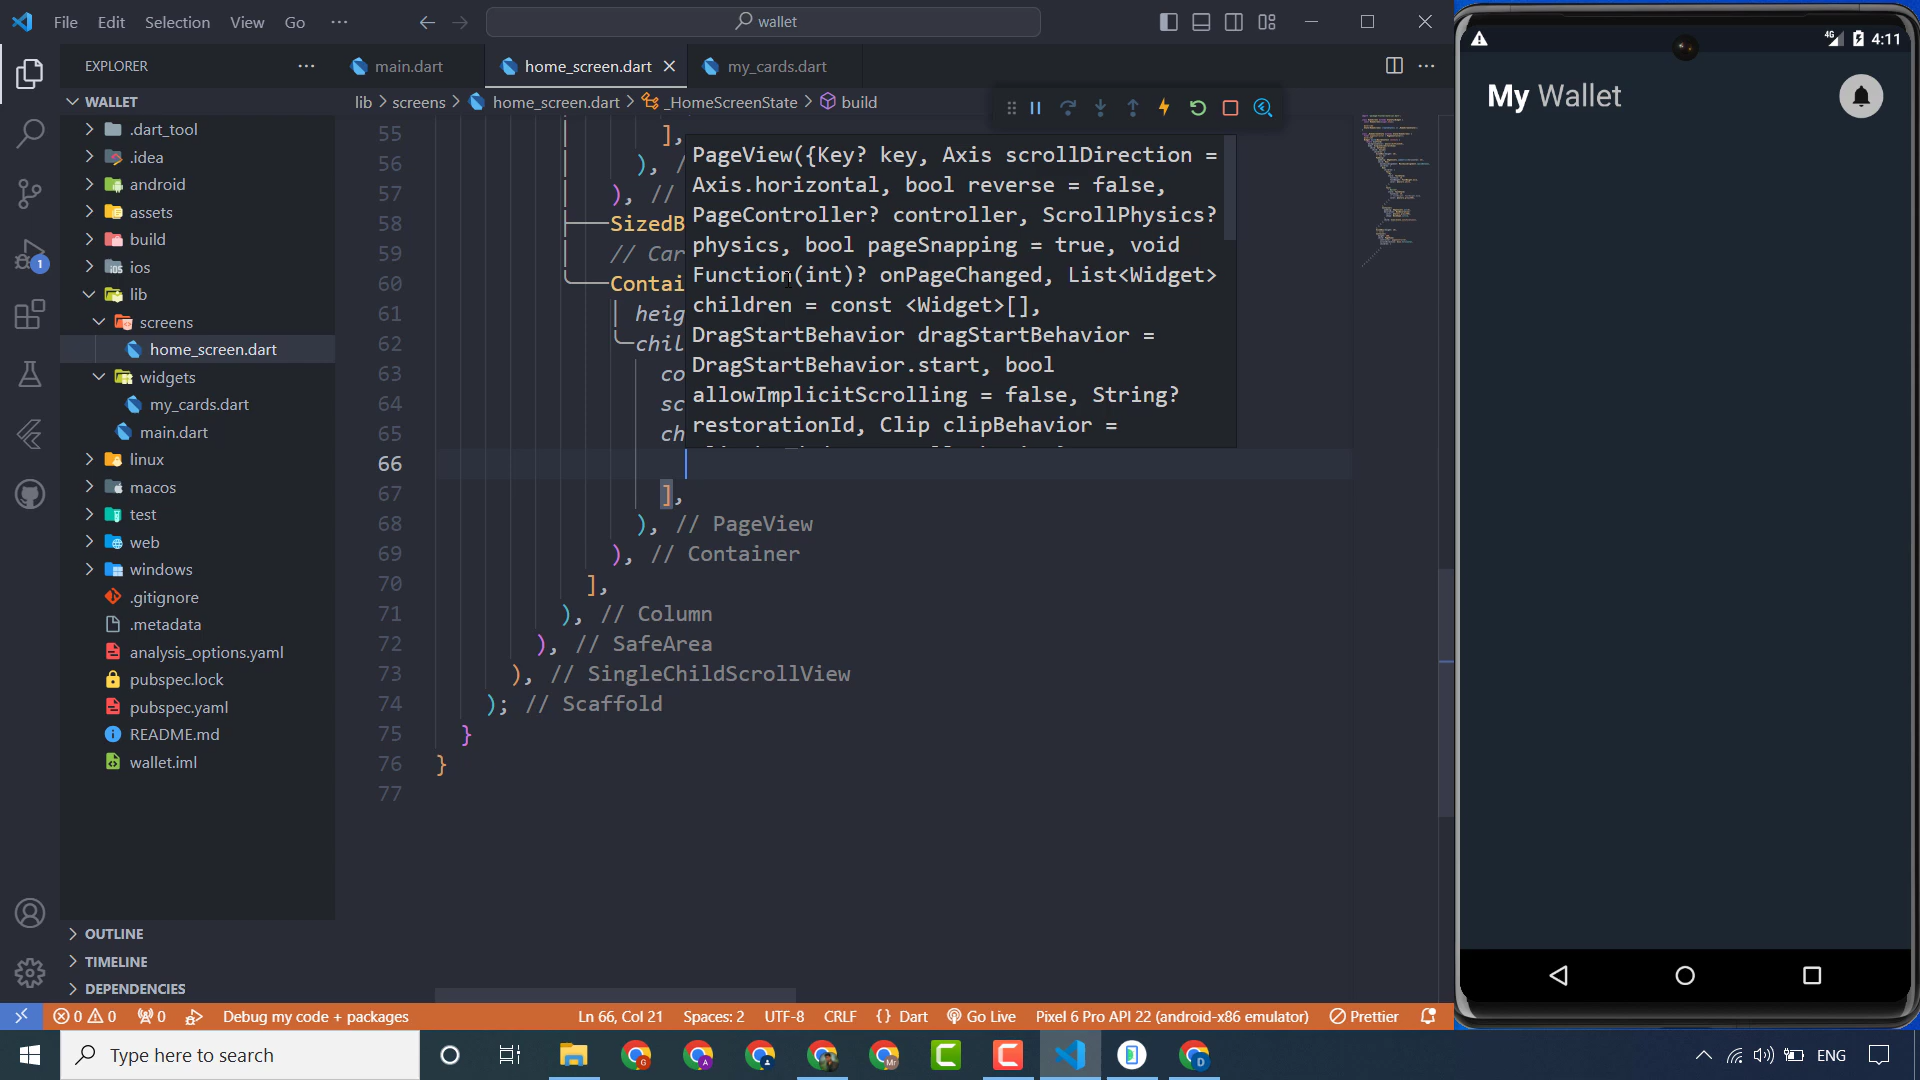 File Edit Selection View Go ···
wallet
EXPLORER
WALLET
.dart_tool
.idea
android
assets
build
ios
lib
screens
home_screen.dart
widgets
my_cards.dart
main.dart
linux
macos
test
web
windows
.gitignore
.metadata
analysis_options.yaml
pubspec.lock
pubspec.yaml
README.md
wallet.iml
OUTLINE
TIMELINE
DEPENDENCIES
1
main.dart
home_screen.dart
my_cards.dart
lib > screens > home_screen.dart > _HomeScreenState > build
55 ],
56 ), /
57 ), //
58 SizedB
59 // Car
60 Contai
61 heig
62 chil
63 co
64 sc
65 ch
66
67 ],
68 ), // PageView
69 ), // Container
70 ],
71 ), // Column
72 ), // SafeArea
73 ), // SingleChildScrollView
74 ); // Scaffold
75 }
76 }
77
PageView({Key? key, Axis scrollDirection =
Axis.horizontal, bool reverse = false,
PageController? controller, ScrollPhysics?
physics, bool pageSnapping = true, void
Function(int)? onPageChanged, List<Widget>
children = const <Widget>[],
DragStartBehavior dragStartBehavior =
DragStartBehavior.start, bool
allowImplicitScrolling = false, String?
restorationId, Clip clipBehavior =
4G 4:11
My Wallet
0 0 0 Debug my code + packages Ln 66, Col 21 Spaces: 2 UTF-8 CRLF {} Dart Go Live Pixel 6 Pro API 22 (android-x86 emulator) Prettier
Type here to search
ENG